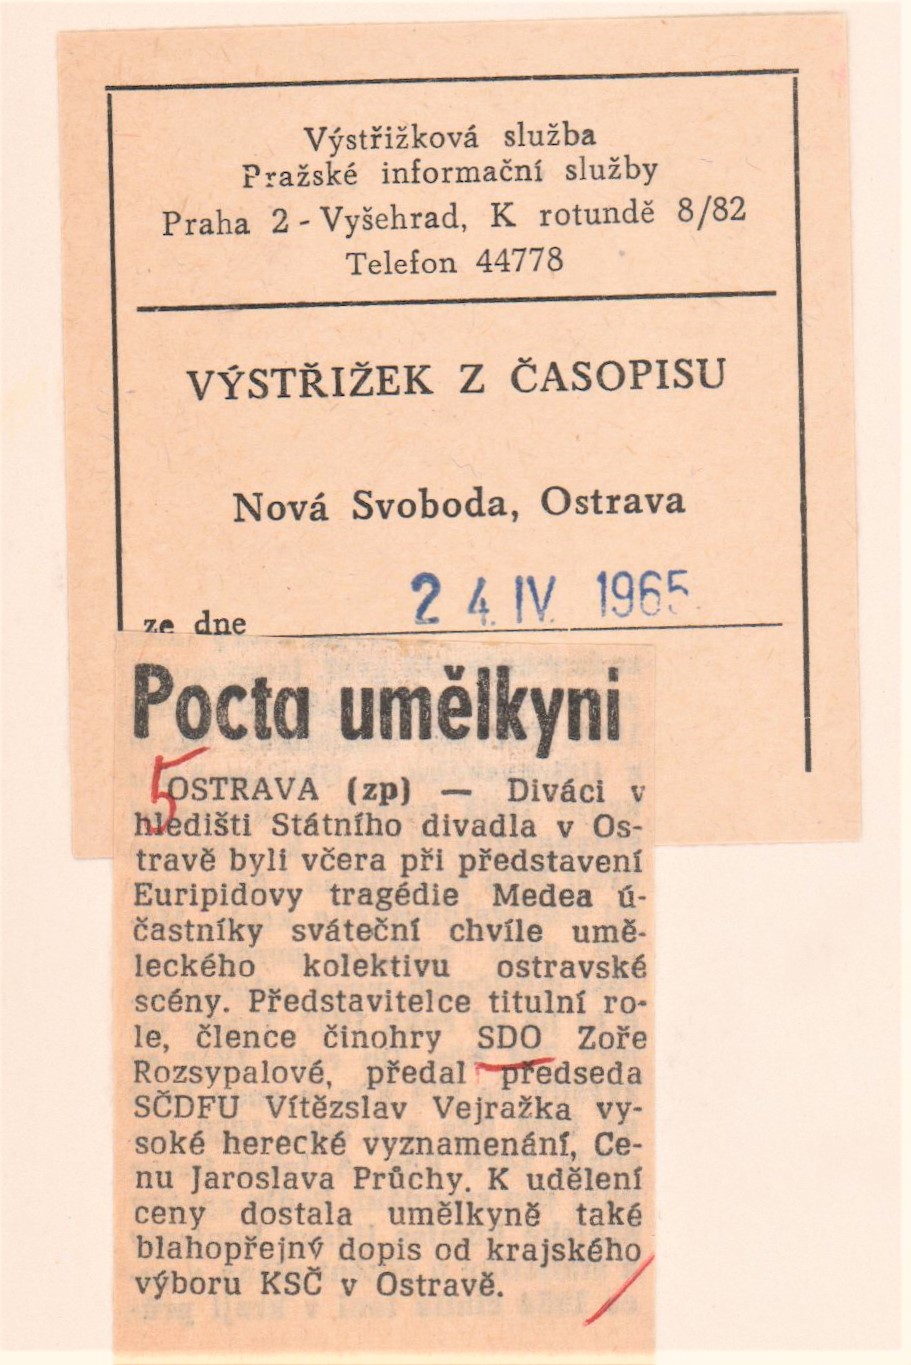 Výstřižková služba
Pražské informační služby
Praha 2 - Vyšehrad, K rotundě 8/82
Telefon 44778
VÝSTŘIŽEK Z ČASOPISU
Nová Svoboda, Ostrava
ze dne 24. IV 1965
Pocta umělkyni
5
OSTRAVA (zp) — Diváci v
hledišti Státního divadla v Os-
travě byli včera při představení
Euripidovy tragédie Medea ú-
častníky sváteční chvíle umě-
leckého kolektivu ostravské
scény. Představitelce titulní ro-
le, člence činohry SDO Zoře
Rozsypalové, předal předseda
SČDFU Vítězslav Vejražka vy-
soké herecké vyznamenání, Ce-
nu Jaroslava Průchy. K udělení
ceny dostala umělkyně také
blahopřejný dopis od krajského
výboru KSČ v Ostravě.